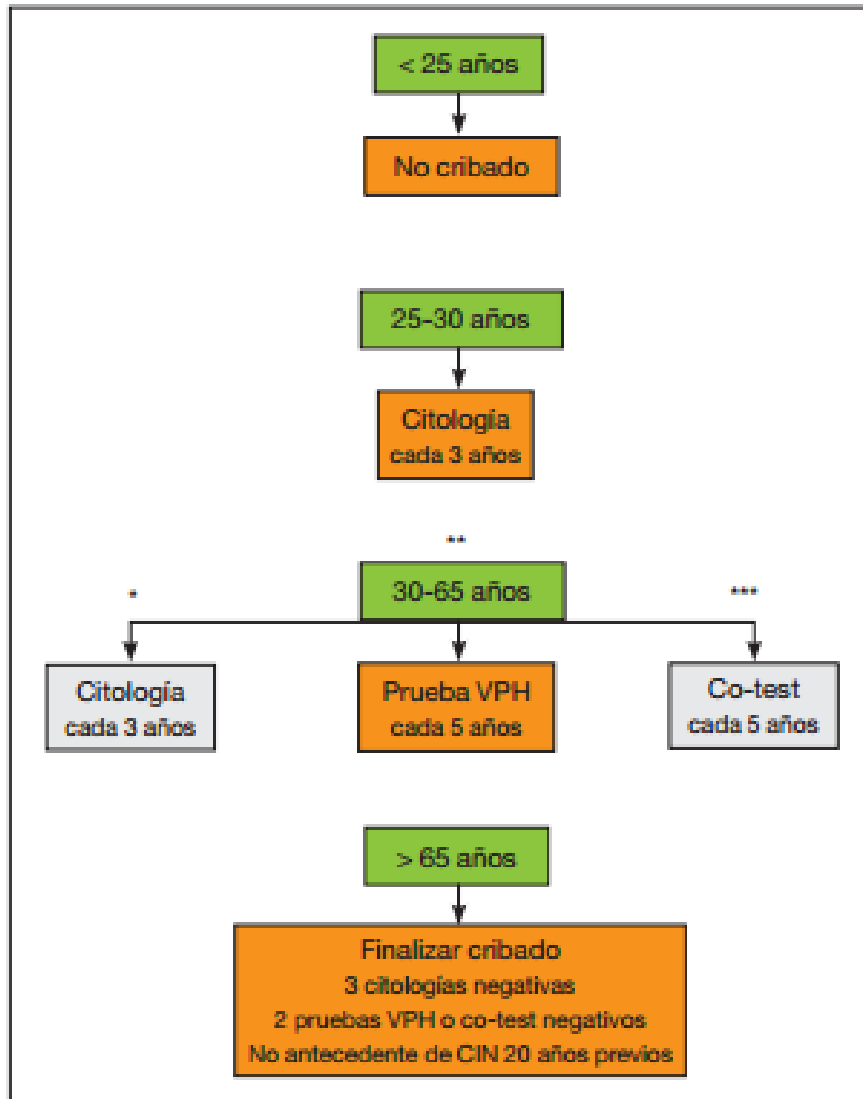 < 25 años
No cribado
25-30 años
Citología
cada 3 años
**
30-65 años
*
***
Citología
cada 3 años
Prueba VPH
cada 5 años
Co-test
cada 5 años
> 65 años
Finalizar cribado
3 citologías negativas
2 pruebas VPH o co-test negativos
No antecedente de CIN 20 años previos